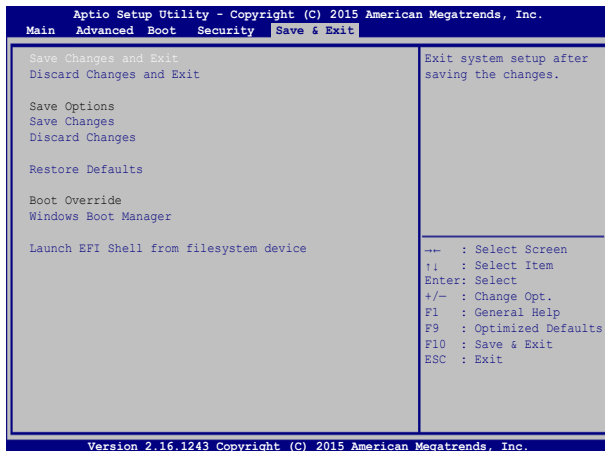 Aptio Setup Utility - Copyright (C) 2015 American Megatrends, Inc.
Main Advanced Boot Security Save & Exit
Save Changes and Exit
Discard Changes and Exit
Save Options
Save Changes
Discard Changes
Restore Defaults
Boot Override
Windows Boot Manager
Launch EFI Shell from filesystem device
Exit system setup after
saving the changes.
→← : Select Screen
↑↓ : Select Item
Enter: Select
+/— : Change Opt.
F1 : General Help
F9 : Optimized Defaults
F10 : Save & Exit
ESC : Exit
Version 2.16.1243 Copyright (C) 2015 American Megatrends, Inc.